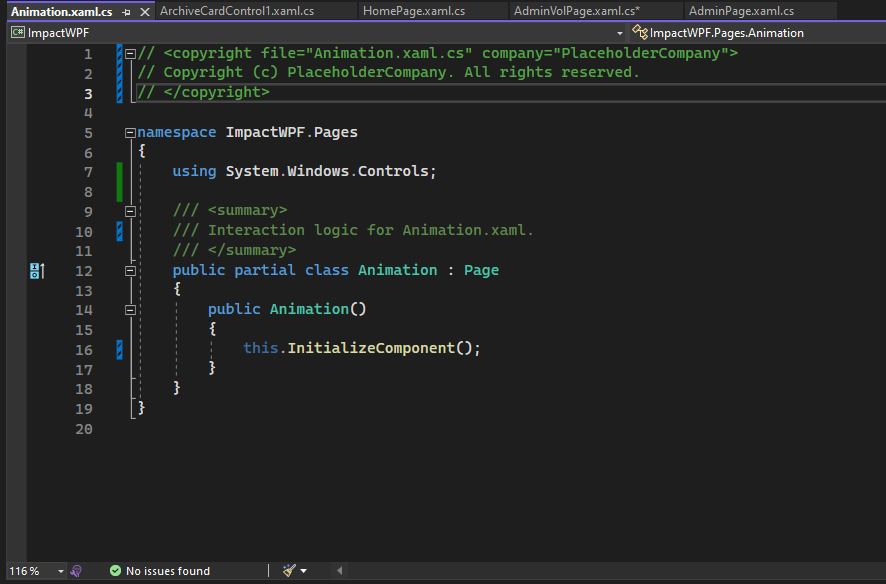 Animation.xaml.cs ArchiveCardControl1.xaml.cs HomePage.xaml.cs AdminVolPage.xaml.cs* AdminPage.xaml.cs
C# ImpactWPF ImpactWPF.Pages.Animation
1 // <copyright file="Animation.xaml.cs" company="PlaceholderCompany">
2 // Copyright (c) PlaceholderCompany. All rights reserved.
3 // </copyright>
4
5 namespace ImpactWPF.Pages
6 {
7 using System.Windows.Controls;
8
9 /// <summary>
10 /// Interaction logic for Animation.xaml.
11 /// </summary>
12 public partial class Animation : Page
13 {
14 public Animation()
15 {
16 this.InitializeComponent();
17 }
18 }
19 }
20
116 % No issues found